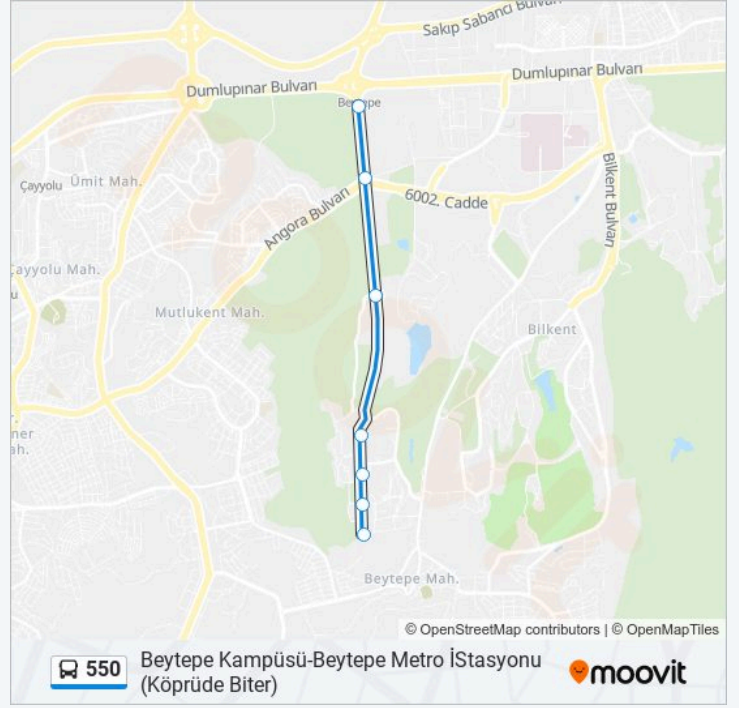 Sakıp Sabancı Bulvarı
Dumlupınar Bulvarı
Dumlupınar Bulvarı
Beytepe
Çayyolu
Ümit Mah.
6002. Cadde
Angora Bulvarı
Bilkent Bulvarı
Çayyolu Mah.
Mutlukent Mah.
Bilkent
Beytepe Mah.
© OpenStreetMap contributors | © OpenMapTiles
550
Beytepe Kampüsü-Beytepe Metro İStasyonu
(Köprüde Biter)
moovit